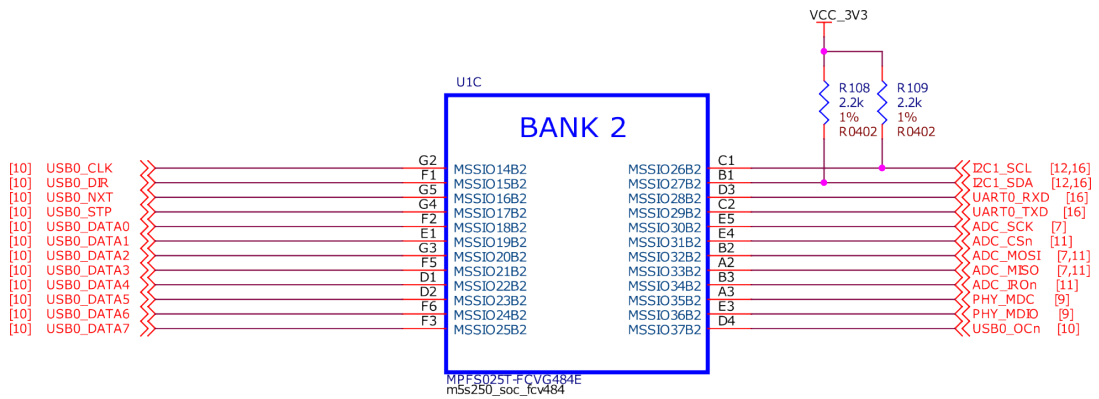 VCC_3V3
U1C
R108
2.2k
1%
R0402
R109
2.2k
1%
R0402
BANK 2
[10] USB0_CLK G2 MSSIO14B2 MSSIO26B2 C1 I2C1_SCL [12,16]
[10] USB0_DIR F1 MSSIO15B2 MSSIO27B2 B1 I2C1_SDA [12,16]
[10] USB0_NXT G5 MSSIO16B2 MSSIO28B2 D3 UART0_RXD [16]
[10] USB0_STP G4 MSSIO17B2 MSSIO29B2 C2 UART0_TXD [16]
[10] USB0_DATA0 F2 MSSIO18B2 MSSIO30B2 E5 ADC_SCK [7]
[10] USB0_DATA1 E1 MSSIO19B2 MSSIO31B2 E4 ADC_CSn [11]
[10] USB0_DATA2 G3 MSSIO20B2 MSSIO32B2 B2 ADC_MOSI [7,11]
[10] USB0_DATA3 F5 MSSIO21B2 MSSIO33B2 A2 ADC_MISO [7,11]
[10] USB0_DATA4 D1 MSSIO22B2 MSSIO34B2 B3 ADC_IRQn [11]
[10] USB0_DATA5 D2 MSSIO23B2 MSSIO35B2 A3 PHY_MDC [9]
[10] USB0_DATA6 F6 MSSIO24B2 MSSIO36B2 E3 PHY_MDIO [9]
[10] USB0_DATA7 F3 MSSIO25B2 MSSIO37B2 D4 USB0_OCn [10]
MPFS025T-FCVG484E
m5s250_soc_fcv484